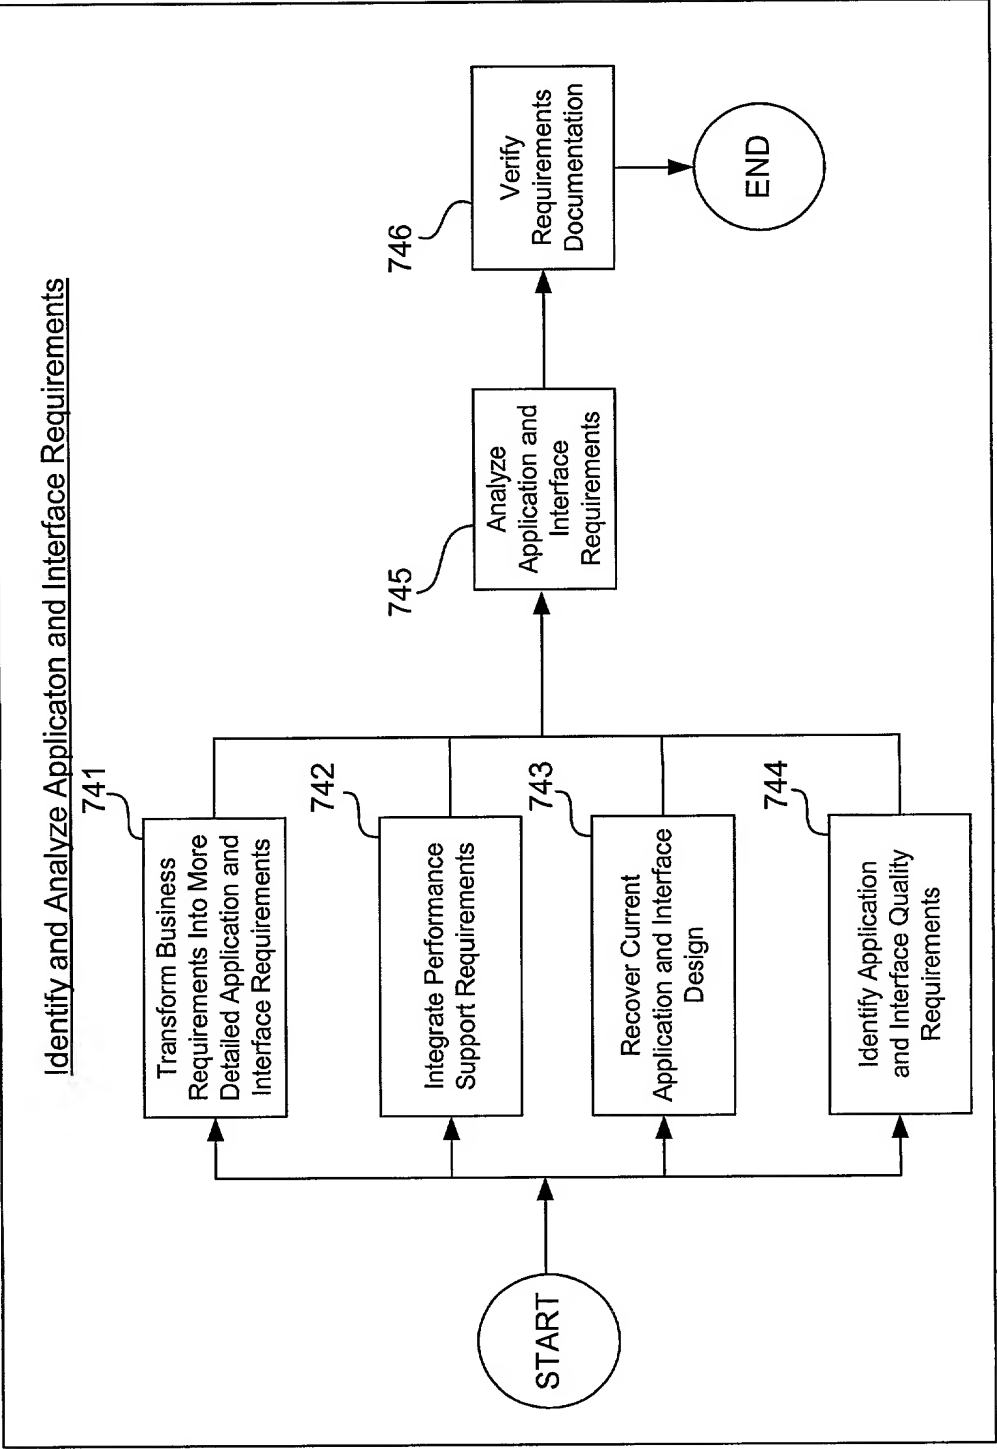 Identify and Analyze Applicaton and Interface Requirements
START
741
Transform Business
Requirements Into More
Detailed Application and
Interface Requirements
742
Integrate Performance
Support Requirements
743
Recover Current
Application and Interface
Design
744
Identify Application
and Interface Quality
Requirements
745
Analyze
Application and
Interface
Requirements
746
Verify
Requirements
Documentation
END